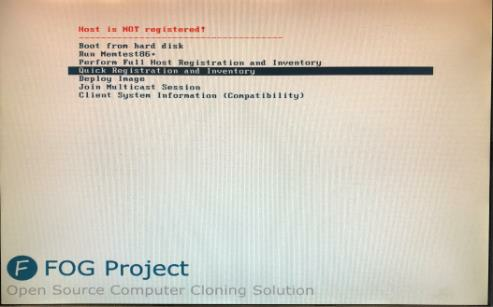 Host is NOT registered!
Boot from hard disk
Run Memtest86+
Perform Full Host Registration and Inventory
Quick Registration and Inventory
Deploy Image
Join Multicast Session
Client System Information (Compatibility)
FOG Project
Open Source Computer Cloning Solution